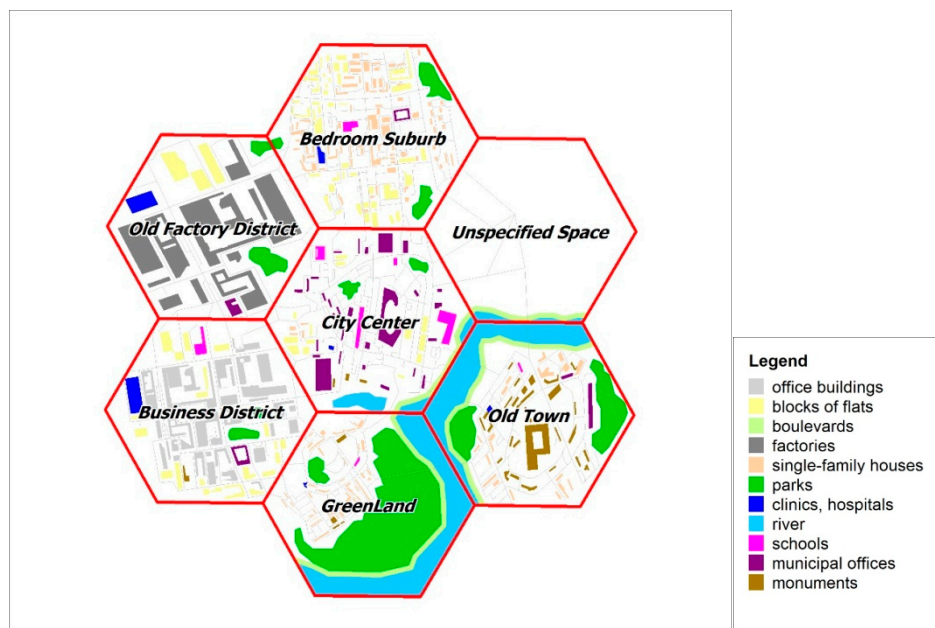 Bedroom Suburb
Old Factory District
Unspecified Space
City Center
Business District
Old Town
GreenLand
Legend
office buildings
blocks of flats
boulevards
factories
single-family houses
parks
clinics, hospitals
river
schools
municipal offices
monuments